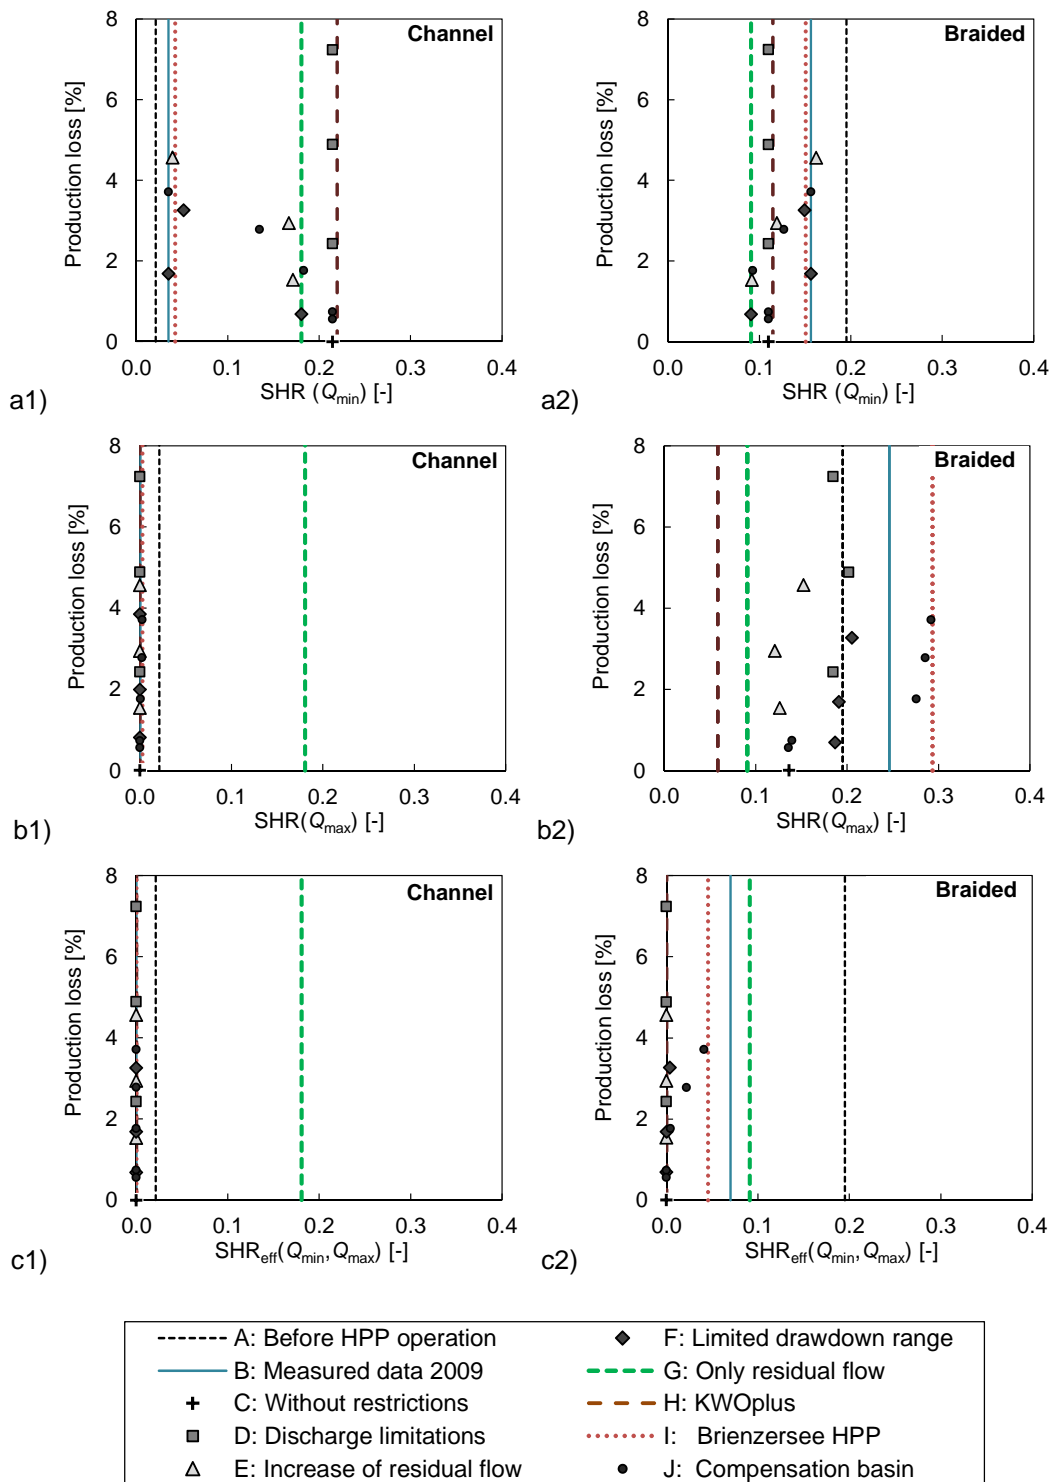 Channel
Production loss [%]
8
6
4
2
0
0.0 0.1 0.2 0.3 0.4
SHR (Qmin) [-]
a1)
Braided
Production loss [%]
8
6
4
2
0
0.0 0.1 0.2 0.3 0.4
SHR (Qmin) [-]
a2)
Channel
Production loss [%]
8
6
4
2
0
0.0 0.1 0.2 0.3 0.4
SHR(Qmax) [-]
b1)
Braided
Production loss [%]
8
6
4
2
0
0.0 0.1 0.2 0.3 0.4
SHR(Qmax) [-]
b2)
Channel
Production loss [%]
8
6
4
2
0
0.0 0.1 0.2 0.3 0.4
SHReff(Qmin,Qmax) [-]
c1)
Braided
Production loss [%]
8
6
4
2
0
0.0 0.1 0.2 0.3 0.4
SHReff(Qmin,Qmax) [-]
c2)
A: Before HPP operation
B: Measured data 2009
C: Without restrictions
D: Discharge limitations
E: Increase of residual flow
F: Limited drawdown range
G: Only residual flow
H: KWOplus
I: Brienzersee HPP
J: Compensation basin